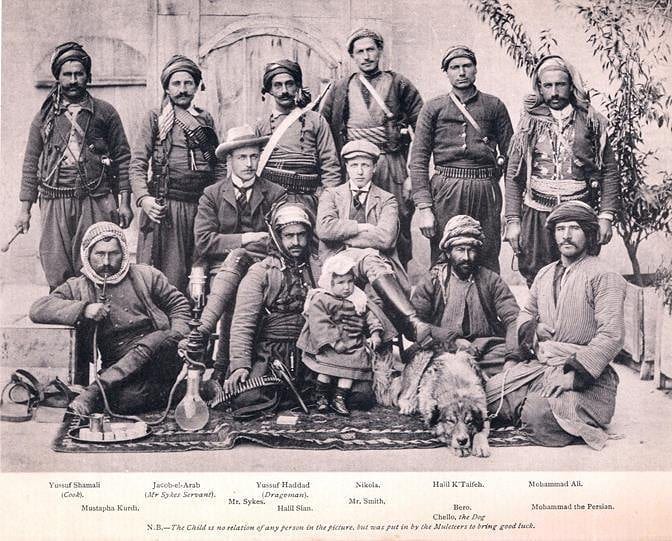 Yussuf Shamali Jacob-el-Arab Yussuf Haddad Nikola. Halil K'Taifeh. Mohammad Ali.
(Cook). (Mr Sykes Servant). (Dragoman).
Mustapha Kurdi. Mr. Sykes. Halil Sian. Mr. Smith, Bero. Mohammad the Persian.
Chello, the Dog
N.B.—The Child is no relation of any person in the picture, but was put in by the Muleteers to bring good luck.